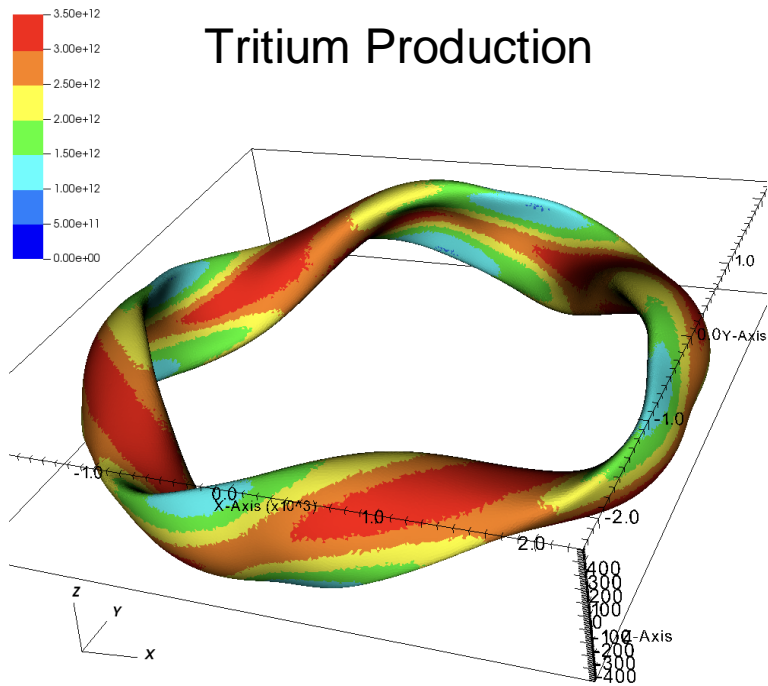 Tritium Production
3.50e+12
3.00e+12
2.50e+12
2.00e+12
1.50e+12
1.00e+12
5.00e+11
0.00e+00
1.0
0.0
Y-Axis
-1.0
-2.0
-1.0
0.0
X-Axis (x10^3)
1.0
2.0
400
300
200
100
0
-100
Z-Axis
-200
-300
-400
Z
Y
X